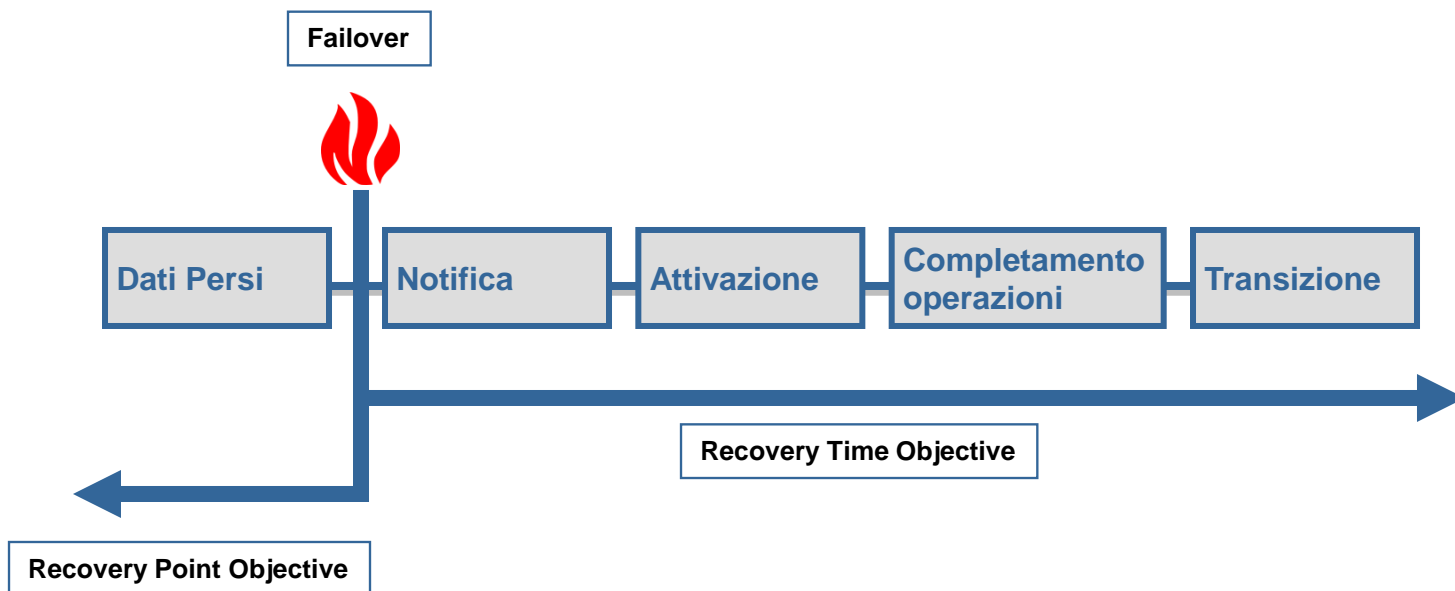 Failover
Dati Persi
Notifica
Attivazione
Completamento
operazioni
Transizione
Recovery Time Objective
Recovery Point Objective